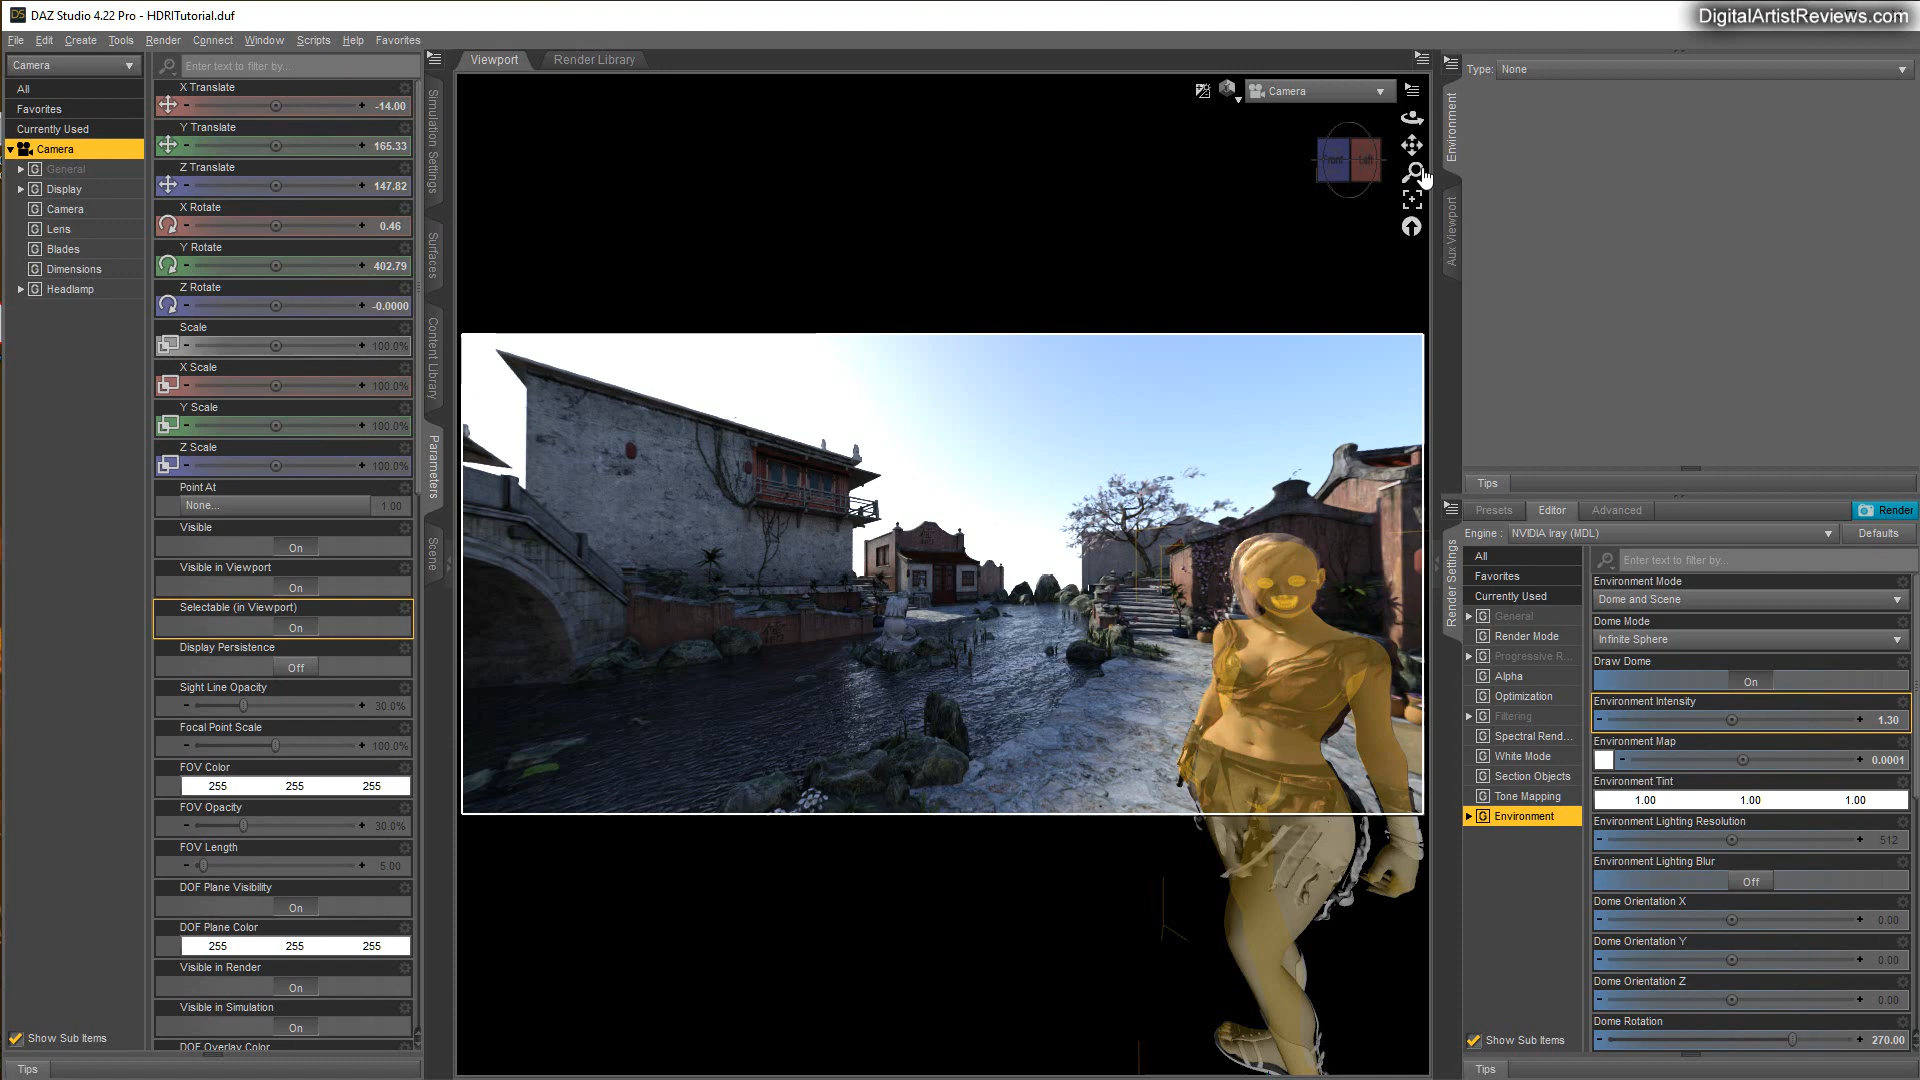 DAZ Studio 4.22 Pro - HDRITutorial.duf
DigitalArtistReviews.com
File Edit Create Tools Render Connect Window Scripts Help Favorites
Camera
All
Favorites
Currently Used
Camera
General
Display
Camera
Lens
Blades
Dimensions
Headlamp
Show Sub Items
Tips
Enter text to filter by...
X Translate
-14.00
Y Translate
165.33
Z Translate
147.82
X Rotate
0.46
Y Rotate
402.79
Z Rotate
-0.0000
Scale
100.0%
X Scale
100.0%
Y Scale
100.0%
Z Scale
100.0%
Point At
None... 1.00
Visible
On
Visible in Viewport
On
Selectable (in Viewport)
On
Display Persistence
Off
Sight Line Opacity
30.0%
Focal Point Scale
100.0%
FOV Color
255 255 255
FOV Opacity
30.0%
FOV Length
5.00
DOF Plane Visibility
On
DOF Plane Color
255 255 255
Visible in Render
On
Visible in Simulation
On
DOF Overlay Color
Simulation Settings
Surfaces
Content Library
Parameters
Scene
Viewport Render Library
Camera
Front Left
Environment
Aux Viewport
Type: None
Tips
Render Settings
Presets Editor Advanced Render
Engine : NVIDIA Iray (MDL) Defaults
All
Favorites
Currently Used
General
Render Mode
Progressive R...
Alpha
Optimization
Filtering
Spectral Rend...
White Mode
Section Objects
Tone Mapping
Environment
Show Sub Items
Tips
Enter text to filter by...
Environment Mode
Dome and Scene
Dome Mode
Infinite Sphere
Draw Dome
On
Environment Intensity
1.30
Environment Map
0.0001
Environment Tint
1.00 1.00 1.00
Environment Lighting Resolution
512
Environment Lighting Blur
Off
Dome Orientation X
0.00
Dome Orientation Y
0.00
Dome Orientation Z
0.00
Dome Rotation
270.00